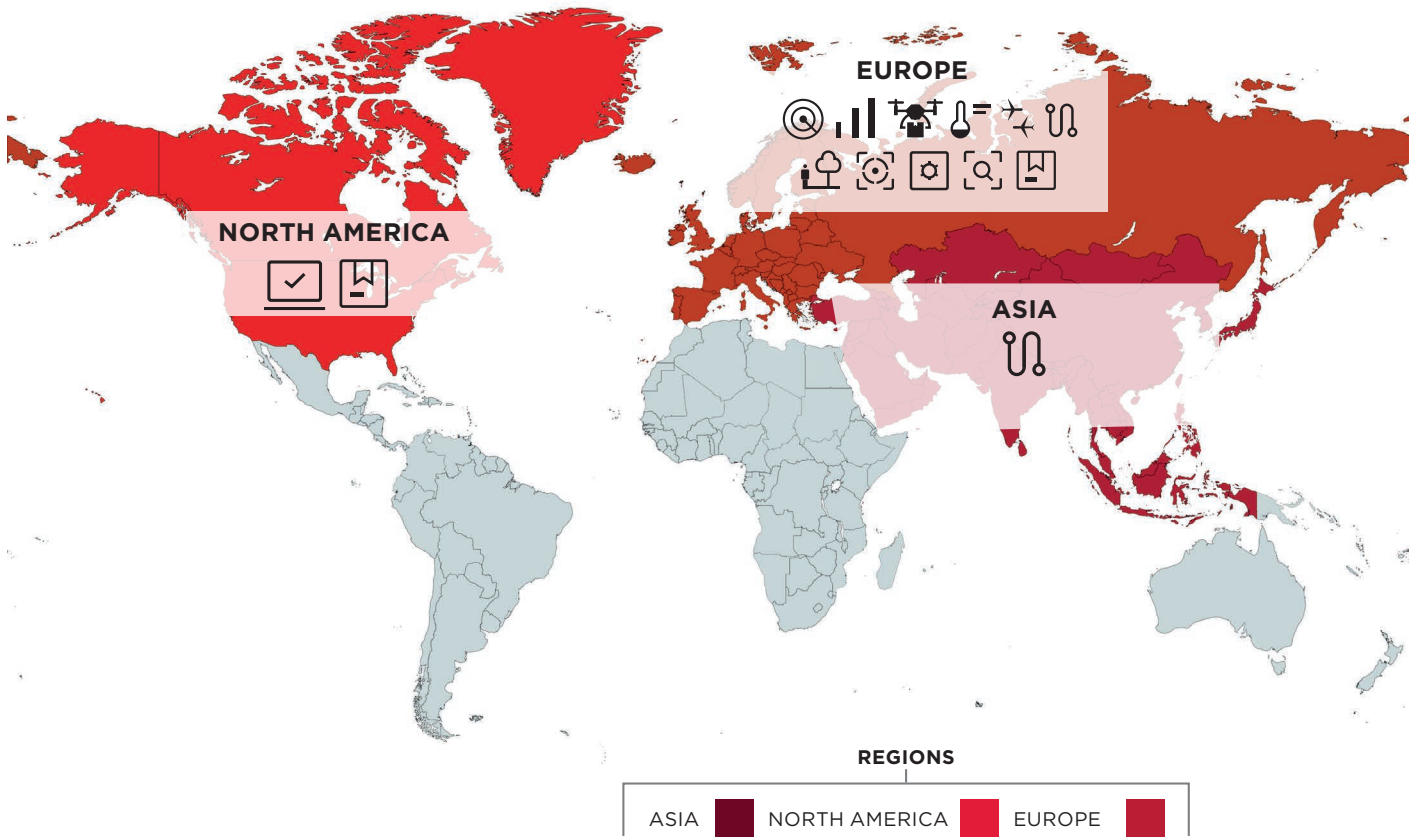 EUROPE
NORTH AMERICA
ASIA
REGIONS
ASIA NORTH AMERICA EUROPE